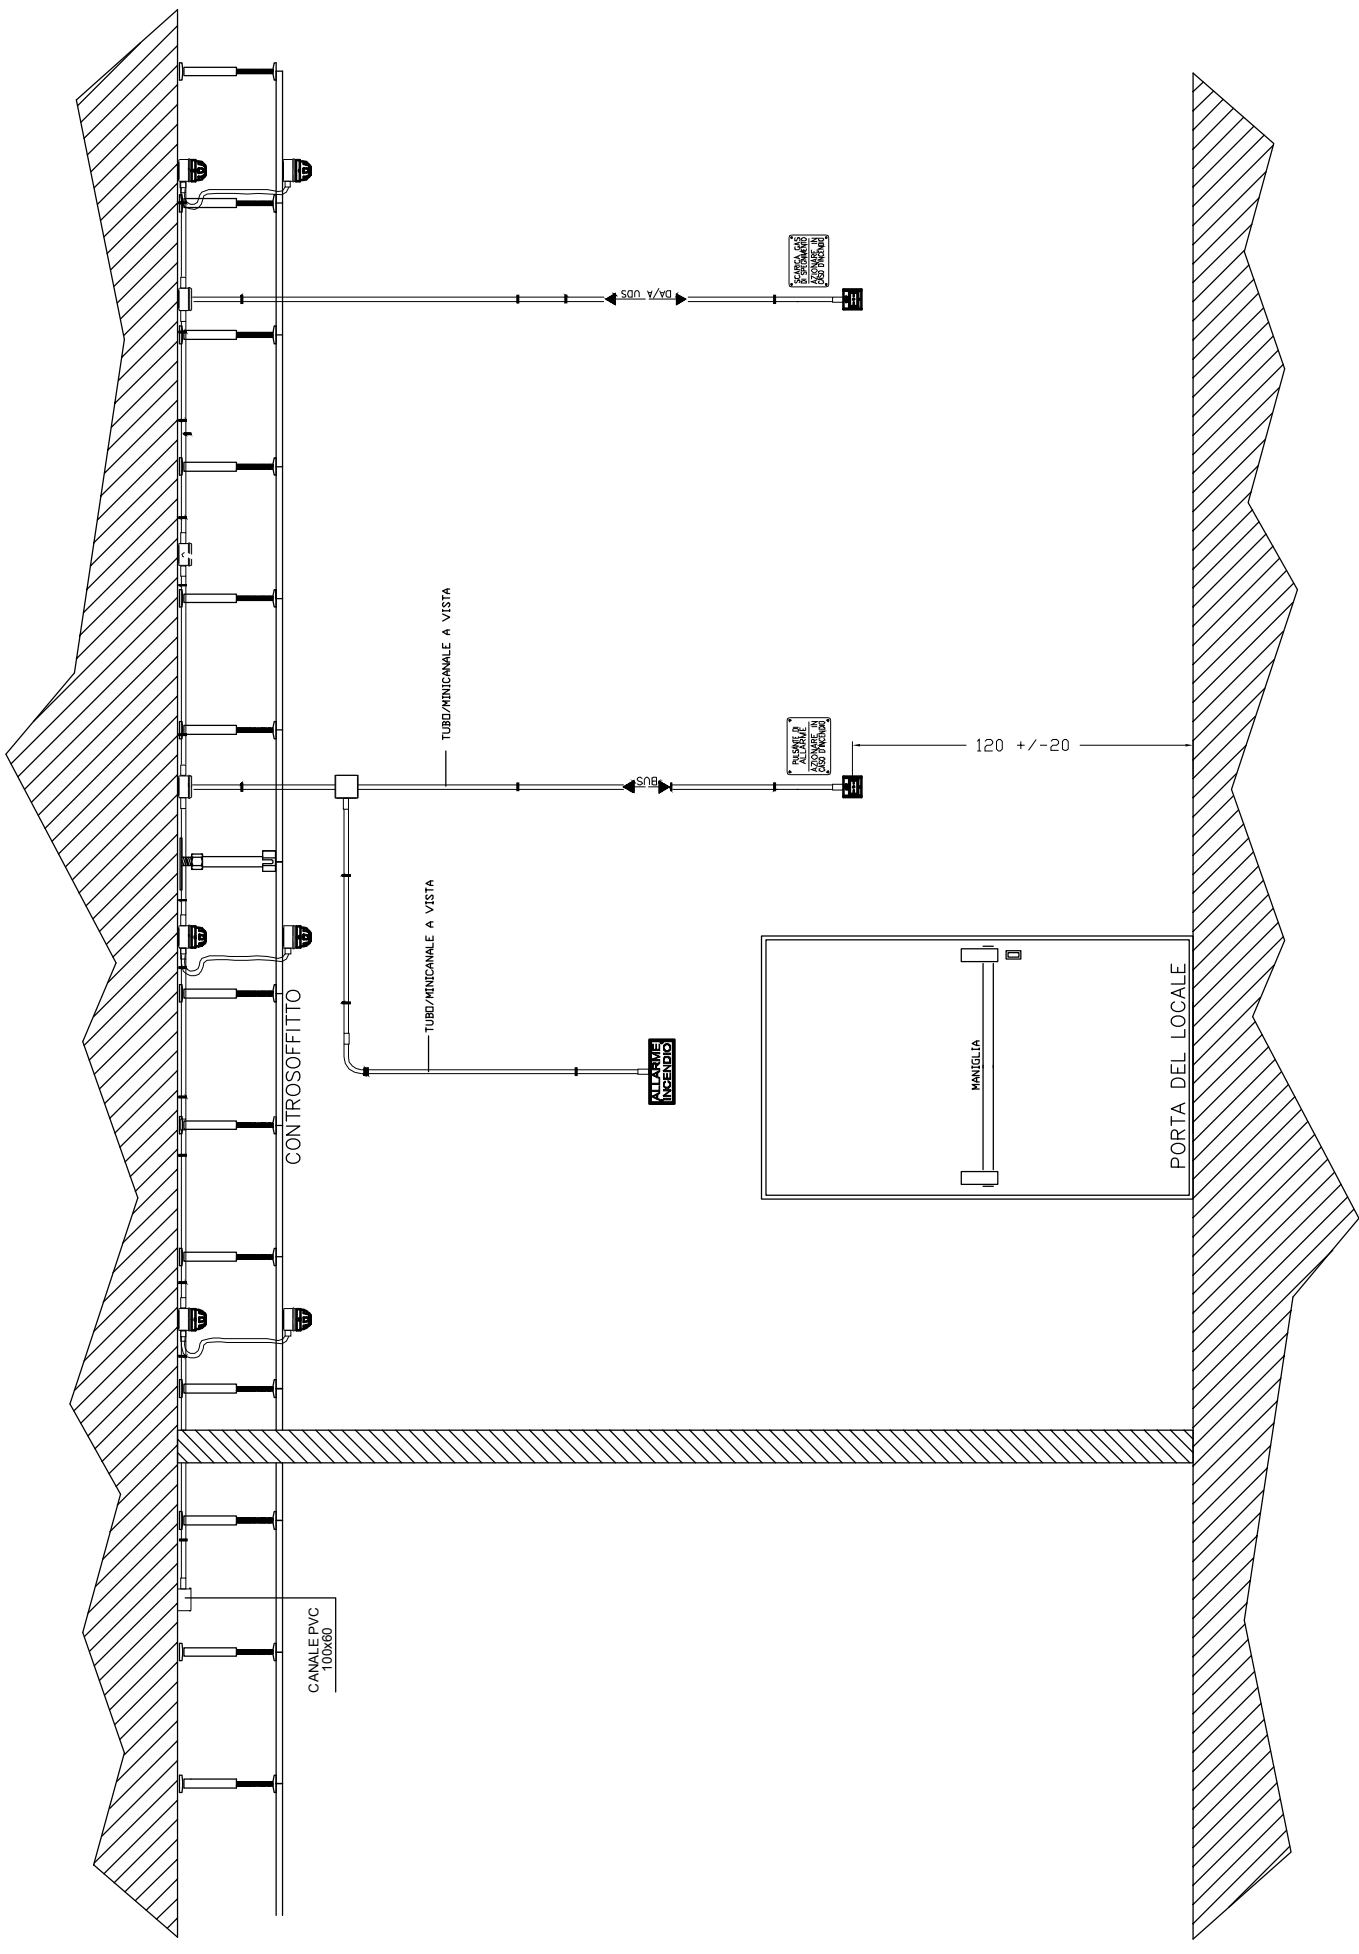 CANALE PVC
100x60
CONTROSOFFITTO
TUBO/MINICANALE A VISTA
TUBO/MINICANALE A VISTA
ALLARME
INCENDIO
BUS
DA/A UDS
PULSANTE DI
ALLARME
AZIONARE IN
CASO D'INCENDIO
SCARICA GAS
DI SPEGNIMENTO
AZIONARE IN
CASO D'INCENDIO
120 +/-20
MANIGLIA
PORTA DEL LOCALE